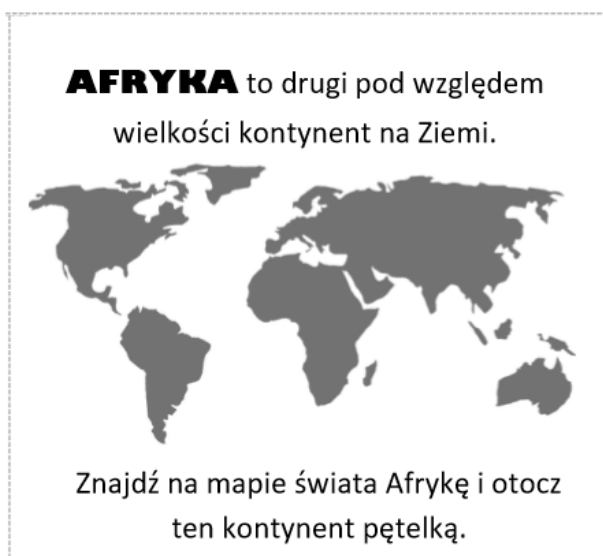 AFRYKA to drugi pod względem
wielkości kontynent na Ziemi.
Znajdź na mapie świata Afrykę i otocz
ten kontynent pętelką.